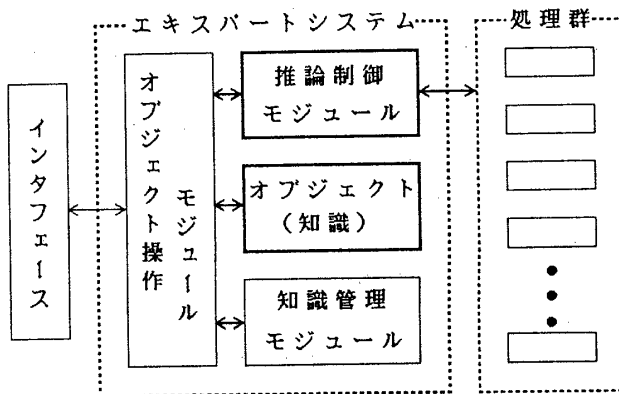 エキスパートシステム
処理群
インタフェース
オブジェクト操作
モジュール
推論制御
モジュール
オブジェクト
（知識）
知識管理
モジュール